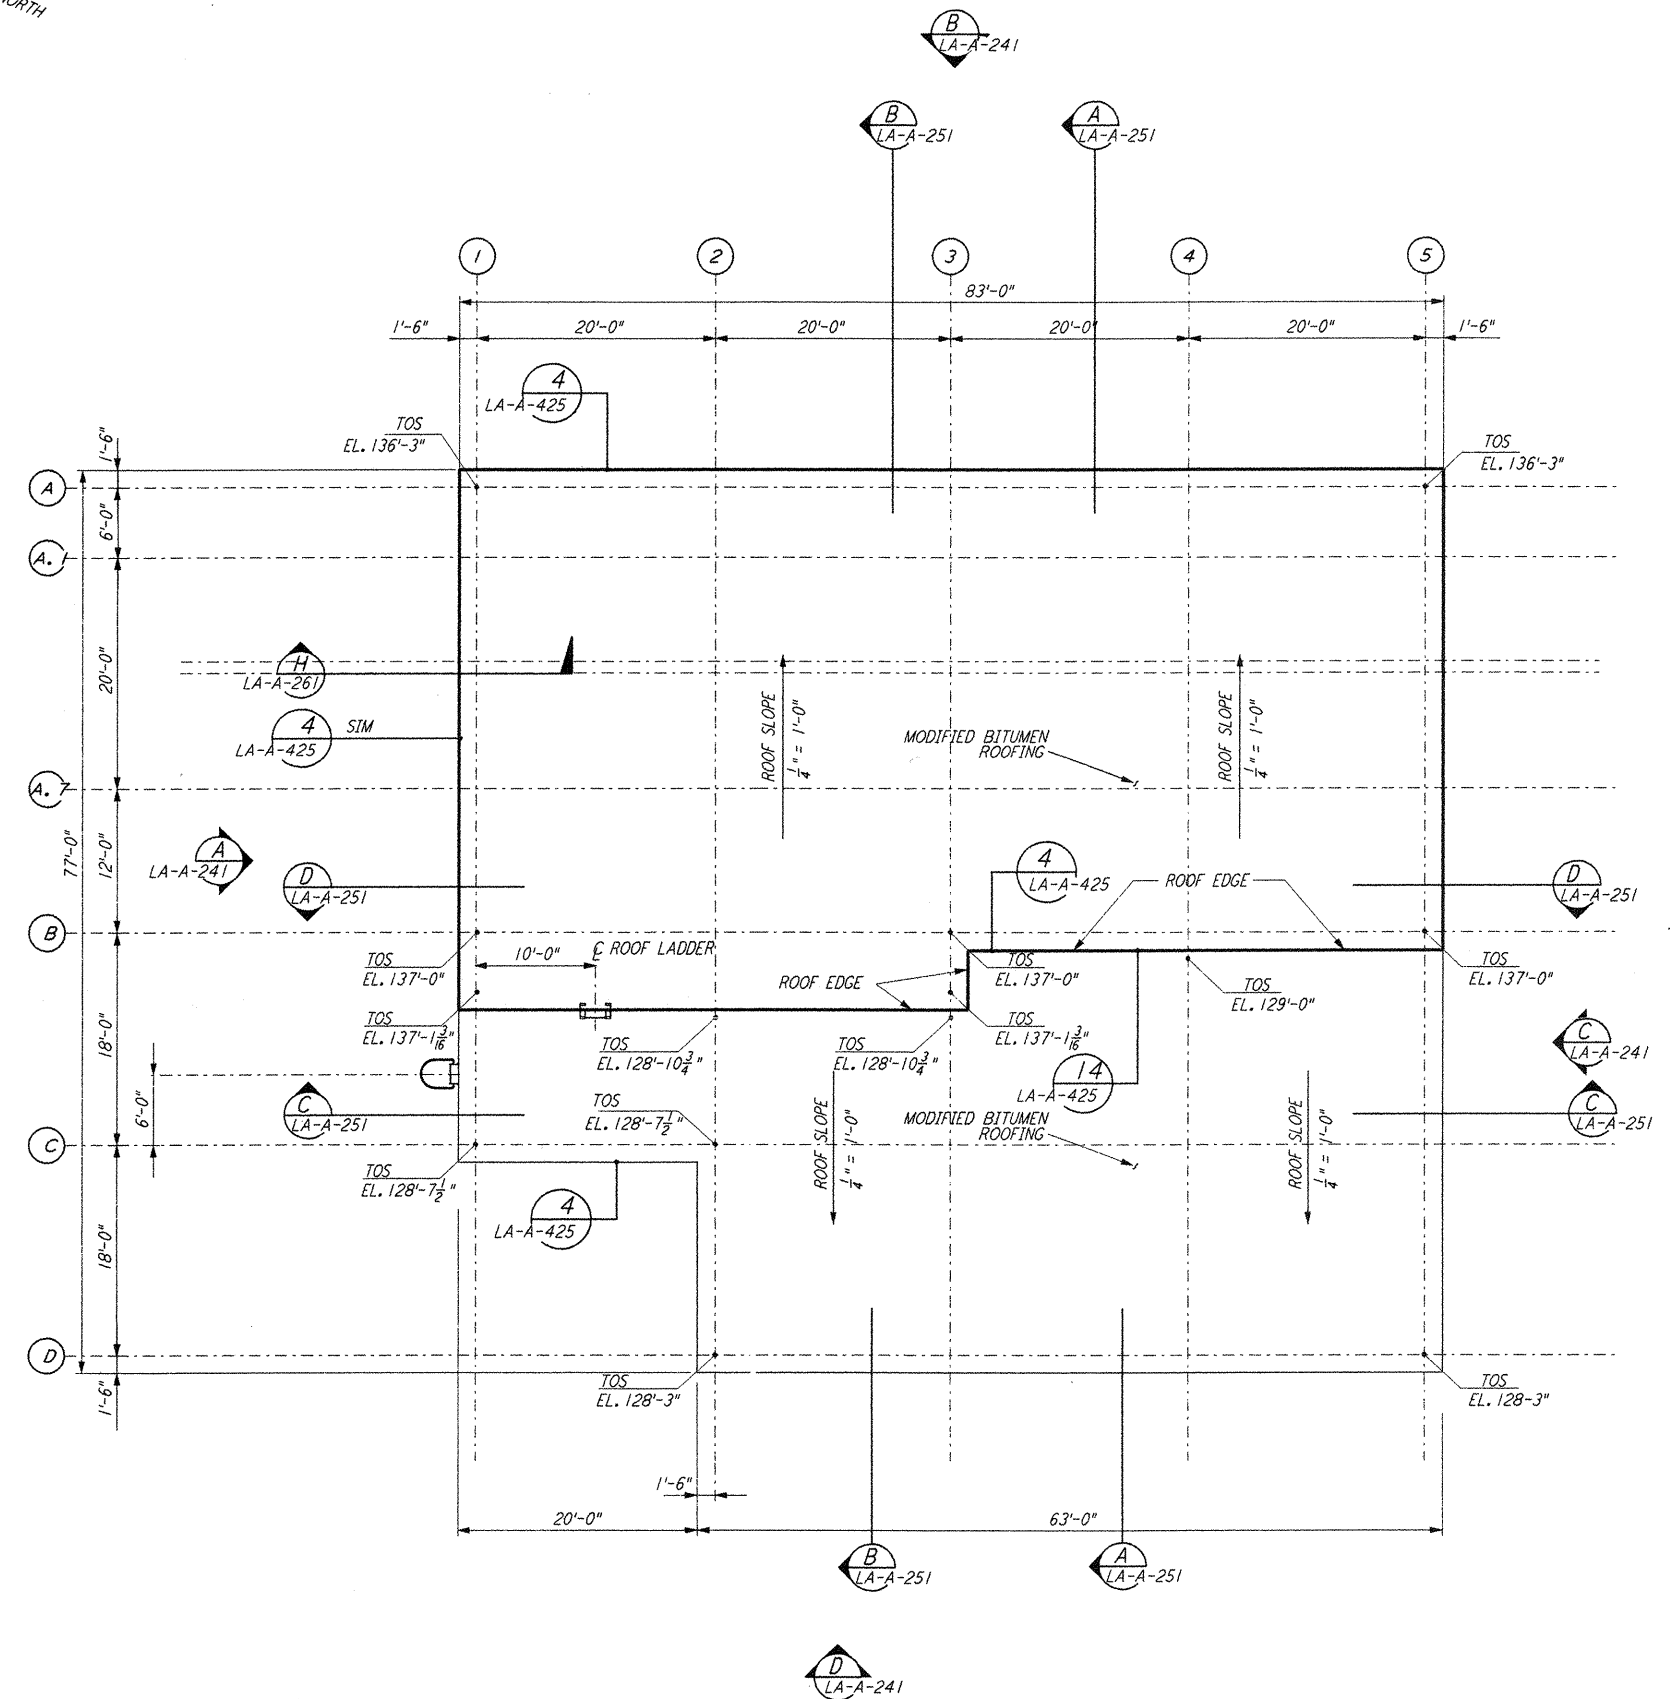 B
LA-A-241
B
LA-A-251
A
LA-A-251
1
2
3
4
5
83'-0"
1'-6"
20'-0"
20'-0"
20'-0"
20'-0"
1'-6"
4
LA-A-425
TOS
EL. 136'-3"
TOS
EL. 136'-3"
1'-6"
A
6'-0"
A.1
20'-0"
H
LA-A-261
4
SIM
LA-A-425
ROOF SLOPE
1/4" = 1'-0"
MODIFIED BITUMEN
ROOFING
ROOF SLOPE
1/4" = 1'-0"
A.7
77'-0"
12'-0"
A
LA-A-241
D
LA-A-251
4
LA-A-425
ROOF EDGE
D
LA-A-251
B
10'-0"
℄ ROOF LADDER
TOS
EL. 137'-0"
ROOF EDGE
TOS
EL. 137'-0"
TOS
EL. 129'-0"
TOS
EL. 137'-0"
18'-0"
TOS
EL. 137'-1 3/16"
TOS
EL. 128'-10 3/4"
TOS
EL. 128'-10 3/4"
TOS
EL. 137'-1 3/16"
C
LA-A-241
14
LA-A-425
6'-0"
C
LA-A-251
TOS
EL. 128'-7 1/2"
ROOF SLOPE
1/4" = 1'-0"
MODIFIED BITUMEN
ROOFING
ROOF SLOPE
1/4" = 1'-0"
C
LA-A-251
C
TOS
EL. 128'-7 1/2"
4
LA-A-425
18'-0"
D
1'-6"
TOS
EL. 128'-3"
TOS
EL. 128-3"
1'-6"
20'-0"
63'-0"
B
LA-A-251
A
LA-A-251
D
LA-A-241